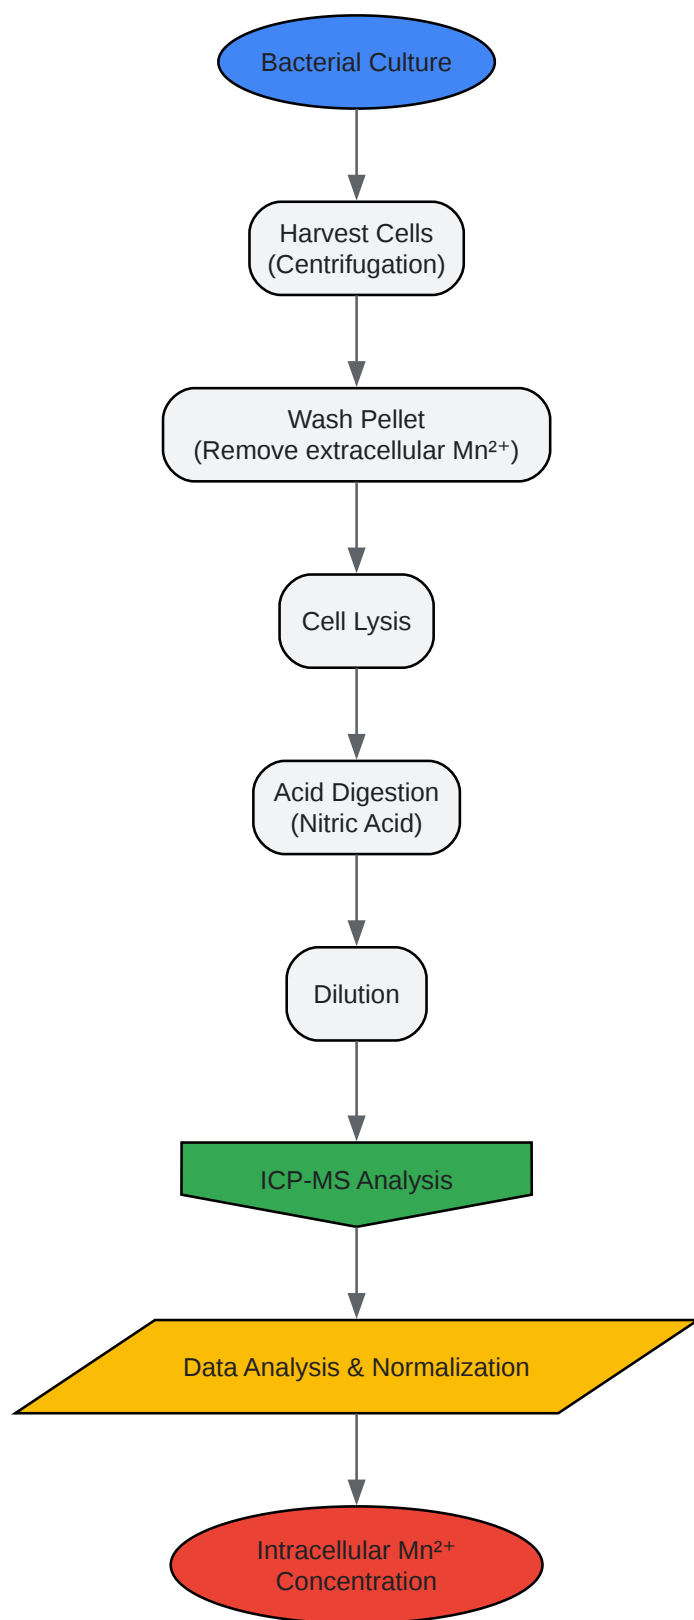 Bacterial Culture
Harvest Cells
(Centrifugation)
Wash Pellet
(Remove extracellular Mn²⁺)
Cell Lysis
Acid Digestion
(Nitric Acid)
Dilution
ICP-MS Analysis
Data Analysis & Normalization
Intracellular Mn²⁺
Concentration